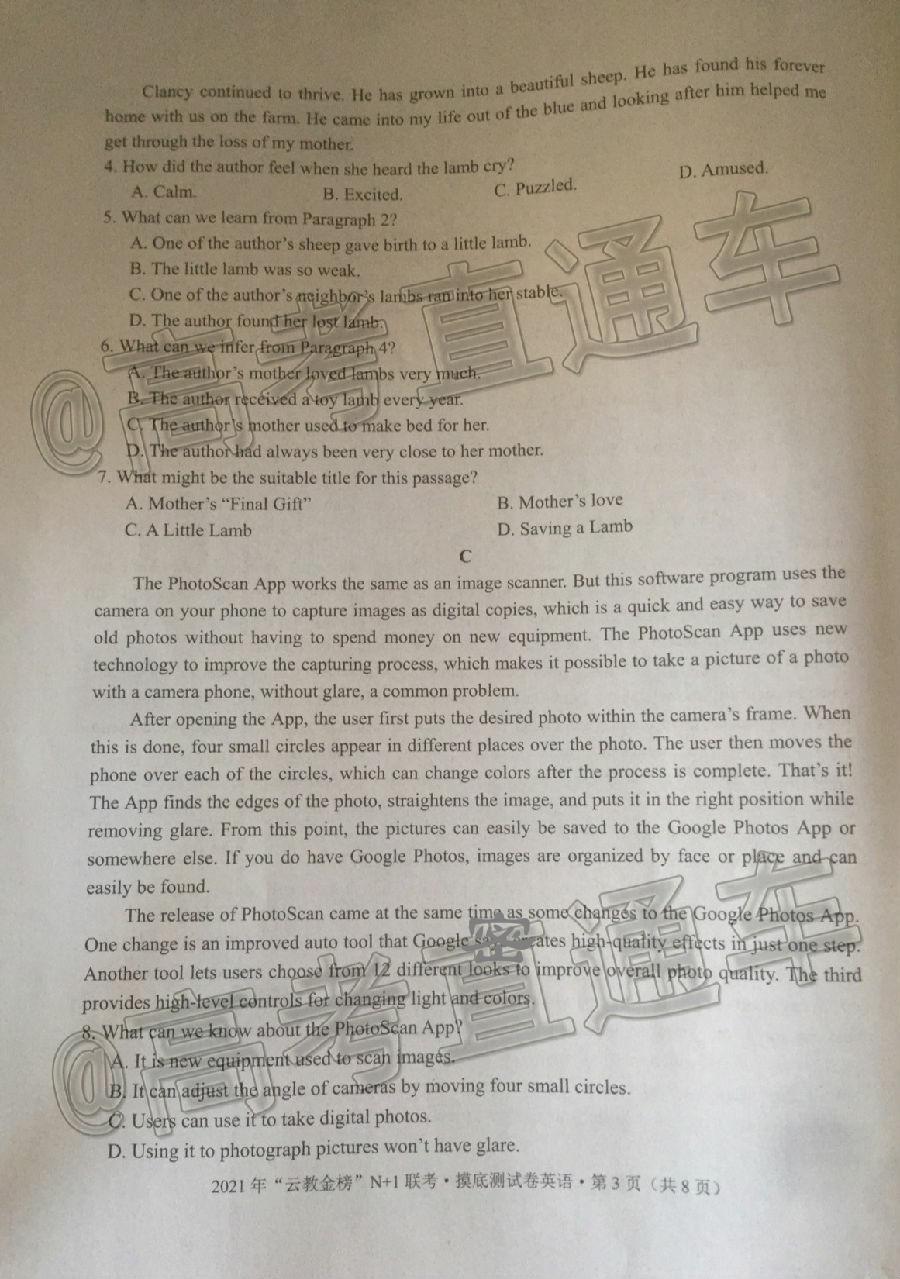 Clancy continued to thrive. He has grown into a beautiful sheep. He has found his forever
home with us on the farm. He came into my life out of the blue and looking after him helped me
get through the loss of my mother.
4. How did the author feel when she heard the lamb cry?
A. Calm. B. Excited. C. Puzzled. D. Amused.
5. What can we learn from Paragraph 2?
A. One of the author's sheep gave birth to a little lamb.
B. The little lamb was so weak.
C. One of the author's neighbor's lambs ran into her stable.
D. The author found her lost lamb.
6. What can we infer from Paragraph 4?
A. The author's mother loved lambs very much.
B. The author received a toy lamb every year.
C. The author's mother used to make bed for her.
D. The author had always been very close to her mother.
@高考直通车
7. What might be the suitable title for this passage?
A. Mother's “Final Gift” B. Mother's love
C. A Little Lamb D. Saving a Lamb
C
The PhotoScan App works the same as an image scanner. But this software program uses the
camera on your phone to capture images as digital copies, which is a quick and easy way to save
old photos without having to spend money on new equipment. The PhotoScan App uses new
technology to improve the capturing process, which makes it possible to take a picture of a photo
with a camera phone, without glare, a common problem.
After opening the App, the user first puts the desired photo within the camera's frame. When
this is done, four small circles appear in different places over the photo. The user then moves the
phone over each of the circles, which can change colors after the process is complete. That's it!
The App finds the edges of the photo, straightens the image, and puts it in the right position while
removing glare. From this point, the pictures can easily be saved to the Google Photos App or
somewhere else. If you do have Google Photos, images are organized by face or place and can
easily be found.
The release of PhotoScan came at the same time as some changes to the Google Photos App.
One change is an improved auto tool that Google 密 high-quality effects in just one step.
Another tool lets users choose from 12 different looks to improve overall photo quality. The third
provides high-level controls for changing light and colors.
8. What can we know about the PhotoScan App?
A. It is new equipment used to scan images.
B. It can adjust the angle of cameras by moving four small circles.
C. Users can use it to take digital photos.
D. Using it to photograph pictures won't have glare.
@高考直通车
2021年“云教金榜”N+1联考·摸底测试卷英语·第3页（共8页）